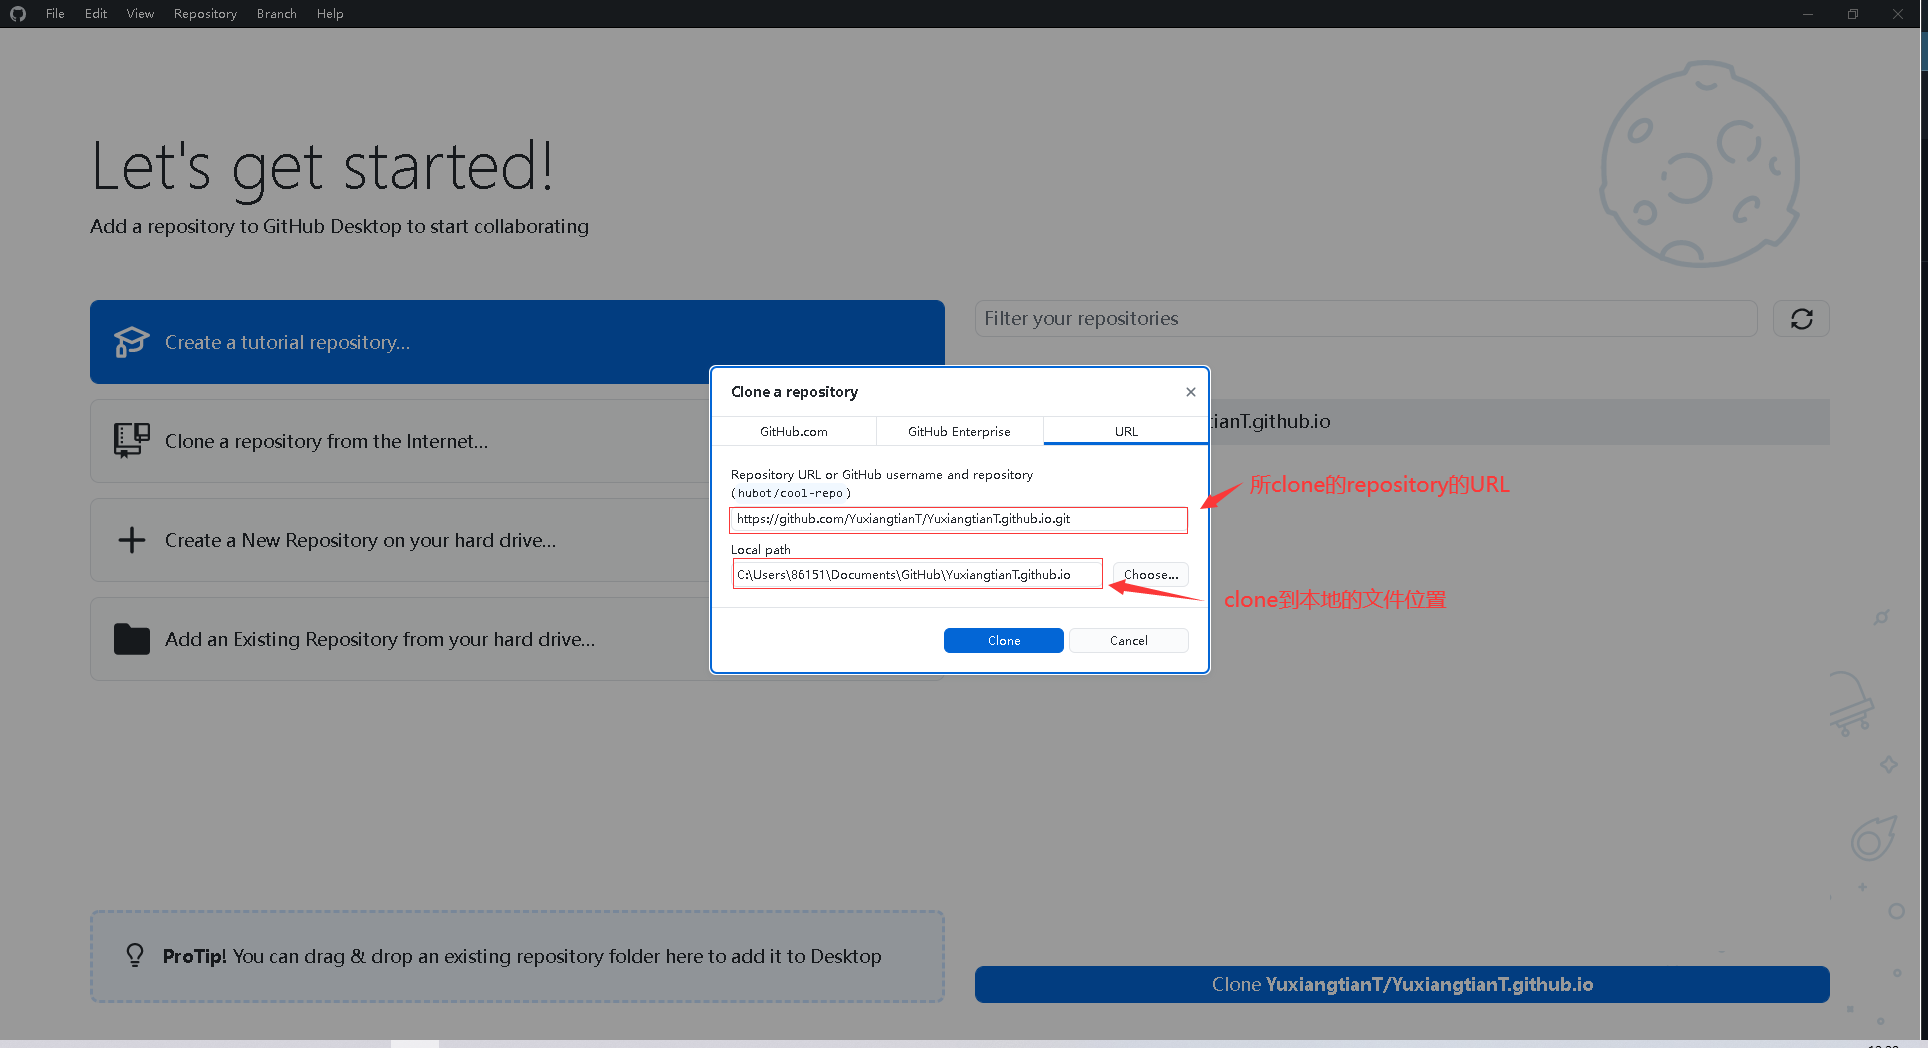 File Edit View Repository Branch Help
Let's get started!
Add a repository to GitHub Desktop to start collaborating
Create a tutorial repository...
Clone a repository from the Internet...
Create a New Repository on your hard drive...
Add an Existing Repository from your hard drive...
ProTip! You can drag & drop an existing repository folder here to add it to Desktop
Filter your repositories
tianT.github.io
Clone a repository
GitHub.com GitHub Enterprise URL
Repository URL or GitHub username and repository
(hubot/cool-repo)
https://github.com/YuxiangtianT/YuxiangtianT.github.io.git
Local path
C:\Users\86151\Documents\GitHub\YuxiangtianT.github.io
Choose...
Clone Cancel
所clone的repository的URL
clone到本地的文件位置
Clone YuxiangtianT/YuxiangtianT.github.io